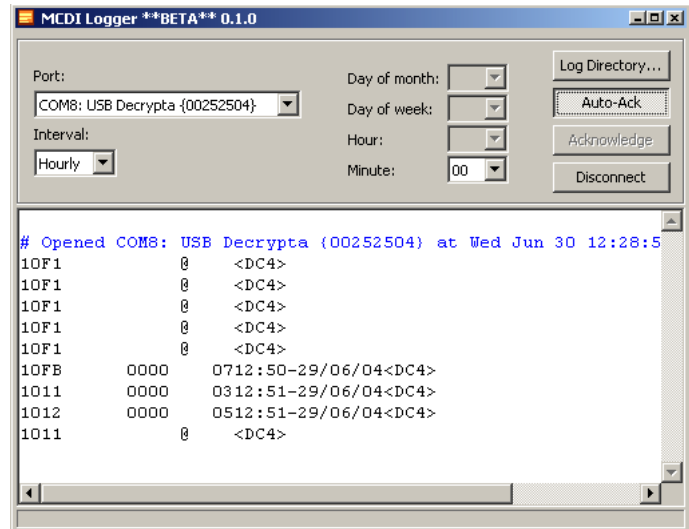 MCDI Logger **BETA** 0.1.0
Port:
COM8: USB Decrypta {00252504}
Interval:
Hourly
Day of month:
Day of week:
Hour:
Minute:
00
Log Directory...
Auto-Ack
Acknowledge
Disconnect
# Opened COM8: USB Decrypta {00252504} at Wed Jun 30 12:28:5
10F1 @ <DC4>
10F1 @ <DC4>
10F1 @ <DC4>
10F1 @ <DC4>
10F1 @ <DC4>
10FB 0000 0712:50-29/06/04<DC4>
1011 0000 0312:51-29/06/04<DC4>
1012 0000 0512:51-29/06/04<DC4>
1011 @ <DC4>